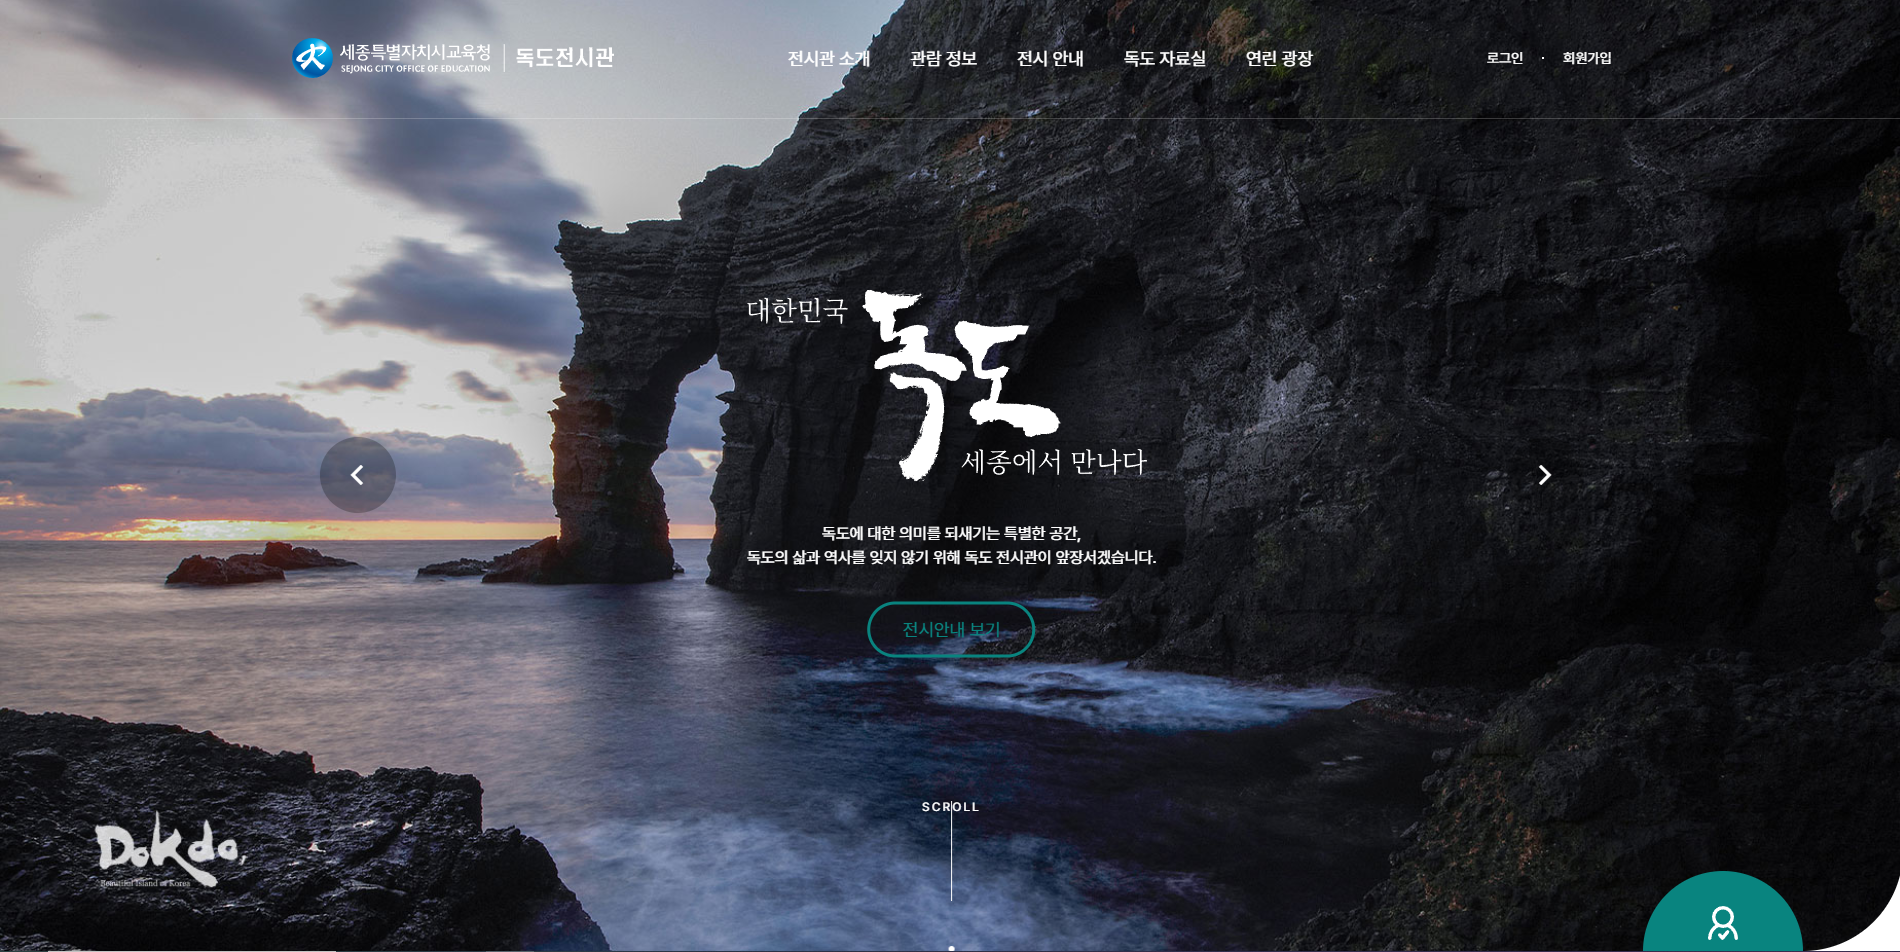 세종특별자치시교육청
SEJONG CITY OFFICE OF EDUCATION
독도전시관
전시관 소개
관람 정보
전시 안내
독도 자료실
열린 광장
로그인 · 회원가입
대한민국
독도
세종에서 만나다
독도에 대한 의미를 되새기는 특별한 공간,
독도의 삶과 역사를 잊지 않기 위해 독도 전시관이 앞장서겠습니다.
전시안내 보기
SCROLL
Dokdo,
Beautiful Island of Korea